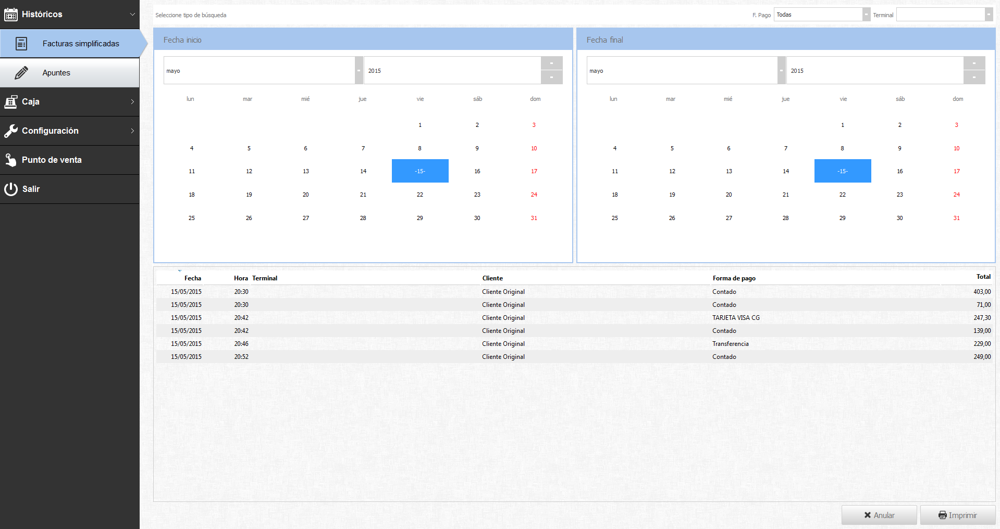 Históricos
Facturas simplificadas
Apuntes
Caja
Configuración
Punto de venta
Salir
Seleccione tipo de búsqueda F. Pago Todas Terminal
Fecha inicio
mayo 2015
lun mar mié jue vie sáb dom
1 2 3
4 5 6 7 8 9 10
11 12 13 14 -15- 16 17
18 19 20 21 22 23 24
25 26 27 28 29 30 31
Fecha final
mayo 2015
lun mar mié jue vie sáb dom
1 2 3
4 5 6 7 8 9 10
11 12 13 14 -15- 16 17
18 19 20 21 22 23 24
25 26 27 28 29 30 31
Fecha Hora Terminal Cliente Forma de pago Total
15/05/2015 20:30 Cliente Original Contado 403,00
15/05/2015 20:30 Cliente Original Contado 71,00
15/05/2015 20:42 Cliente Original TARJETA VISA CG 247,30
15/05/2015 20:42 Cliente Original Contado 139,00
15/05/2015 20:46 Cliente Original Transferencia 229,00
15/05/2015 20:52 Cliente Original Contado 249,00
Anular Imprimir